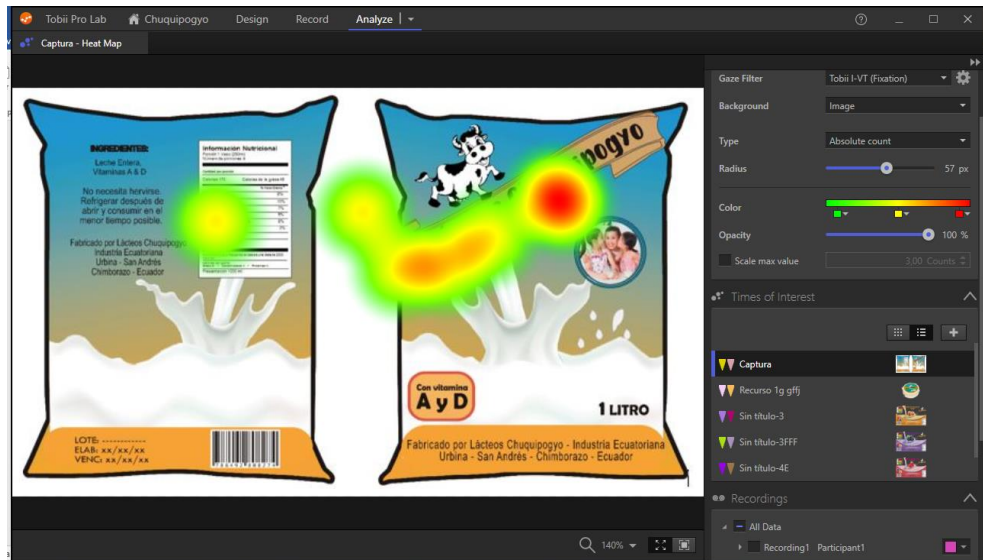 Tobii Pro Lab
Chuquipogyo
Design
Record
Analyze
Captura - Heat Map
INGREDIENTES:
Leche Entera,
Vitaminas A & D
No necesita hervirse.
Refrigerar después de
abrir y consumir en el
menor tiempo posible.
Fabricado por Lácteos Chuquipogyo
Industria Ecuatoriana
Urbina - San Andrés
Chimborazo - Ecuador
Información Nutricional
LOTE: -----------
ELAB: xx/xx/xx
VENC: xx/xx/xx
pogyo
Con vitamina
A y D
1 LITRO
Fabricado por Lácteos Chuquipogyo - Industria Ecuatoriana
Urbina - San Andrés - Chimborazo - Ecuador
140%
Gaze Filter
Tobii I-VT (Fixation)
Background
Image
Type
Absolute count
Radius
57 px
Color
Opacity
100 %
Scale max value
3,00 Counts
Times of Interest
Captura
Recurso 1g gffj
Sin título-3
Sin título-3FFF
Sin título-4E
Recordings
All Data
Recording1 Participant1